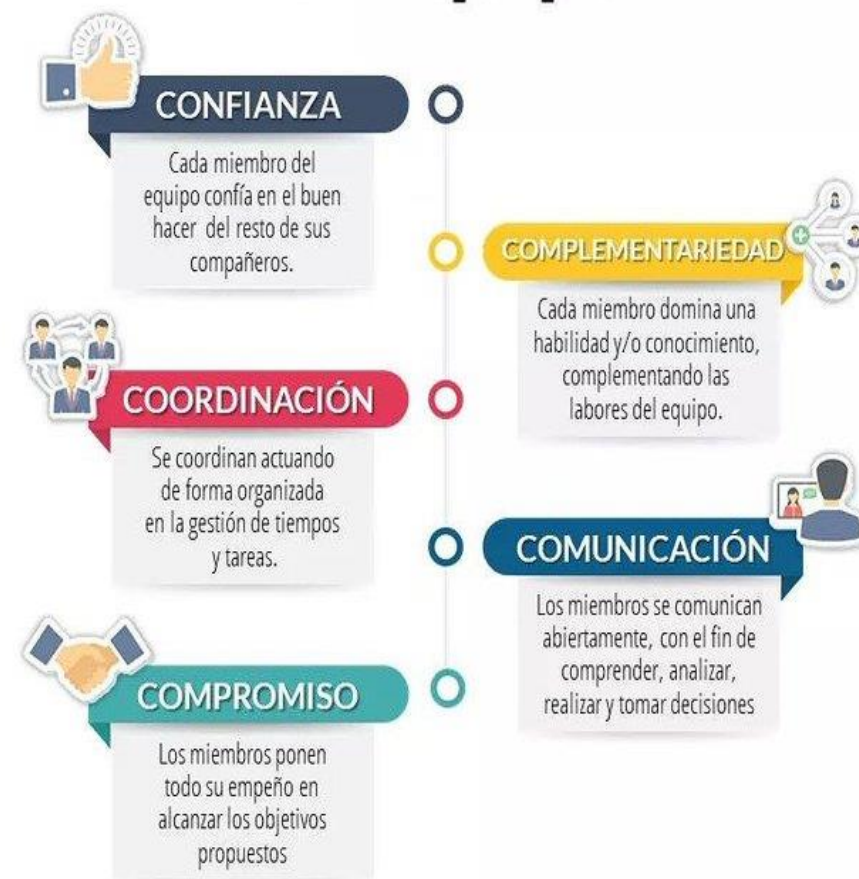 CONFIANZA
Cada miembro del
equipo confía en el buen
hacer del resto de sus
compañeros.
COMPLEMENTARIEDAD
Cada miembro domina una
habilidad y/o conocimiento,
complementando las
labores del equipo.
COORDINACIÓN
Se coordinan actuando
de forma organizada
en la gestión de tiempos
y tareas.
COMUNICACIÓN
Los miembros se comunican
abiertamente, con el fin de
comprender, analizar,
realizar y tomar decisiones
COMPROMISO
Los miembros ponen
todo su empeño en
alcanzar los objetivos
propuestos